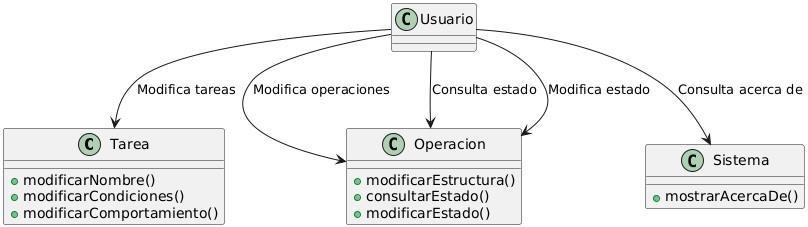 C Usuario
Modifica tareas
Modifica operaciones
Consulta estado
Modifica estado
Consulta acerca de
C Tarea
modificarNombre()
modificarCondiciones()
modificarComportamiento()
C Operacion
modificarEstructura()
consultarEstado()
modificarEstado()
C Sistema
mostrarAcercaDe()